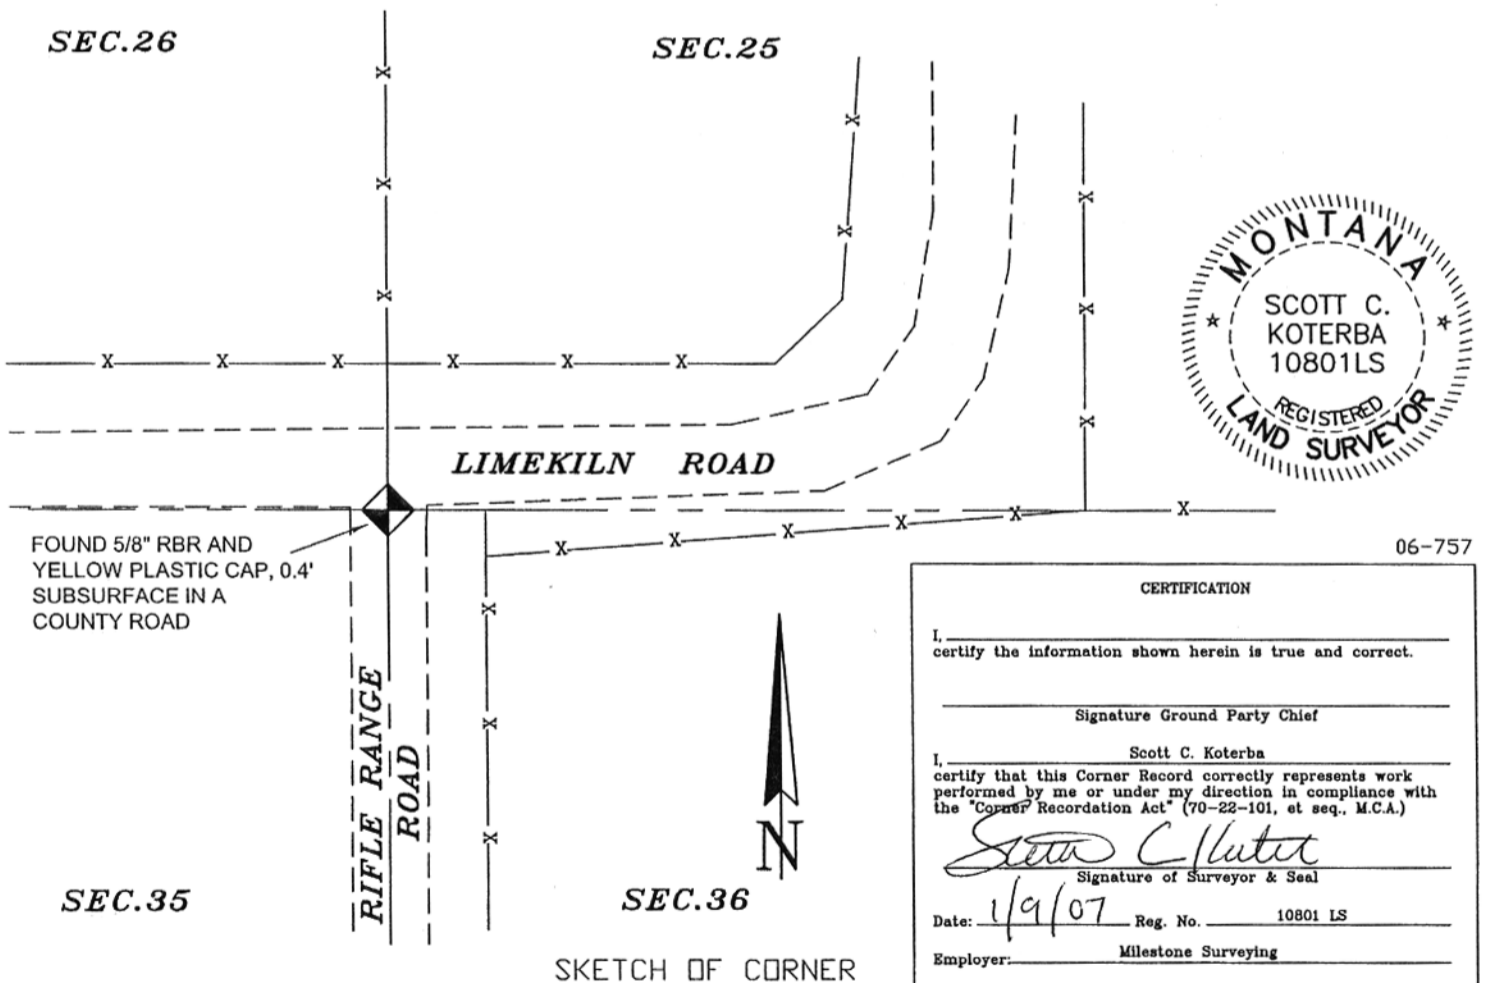 SEC.26
SEC.25
MONTANA
SCOTT C.
KOTERBA
10801LS
REGISTERED
LAND SURVEYOR
LIMEKILN ROAD
FOUND 5/8" RBR AND
YELLOW PLASTIC CAP, 0.4'
SUBSURFACE IN A
COUNTY ROAD
RIFLE RANGE
ROAD
N
SEC.35
SEC.36
SKETCH OF CORNER
06-757
CERTIFICATION
I,
certify the information shown herein is true and correct.
Signature Ground Party Chief
I, Scott C. Koterba
certify that this Corner Record correctly represents work
performed by me or under my direction in compliance with
the "Corner Recordation Act" (70-22-101, et seq., M.C.A.)
Signature of Surveyor & Seal
Date: 1/9/07 Reg. No. 10801 LS
Employer: Milestone Surveying